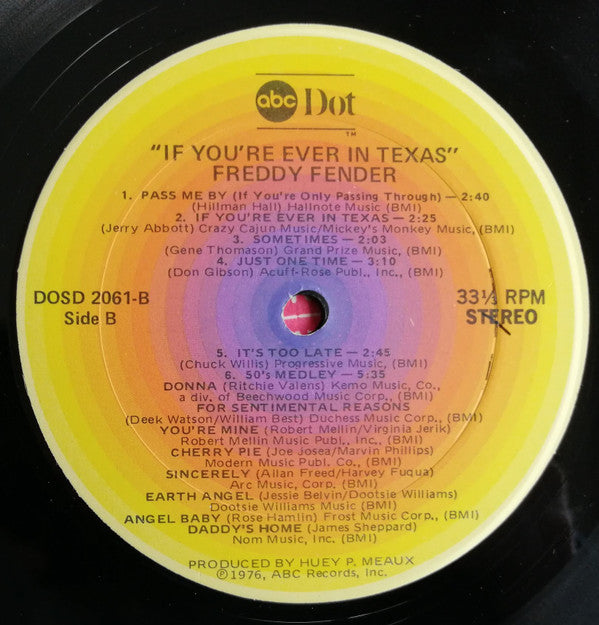 abc Dot
TM
"IF YOU'RE EVER IN TEXAS"
FREDDY FENDER
1. PASS ME BY (If You're Only Passing Through) — 2:40
(Hillman Hall) Hallnote Music (BMI)
2. IF YOU'RE EVER IN TEXAS — 2:25
(Jerry Abbott) Crazy Cajun Music/Mickey's Monkey Music, (BMI)
3. SOMETIMES — 2:03
(Gene Thomason) Grand Prize Music, (BMI)
4. JUST ONE TIME — 3:10
(Don Gibson) Acuff-Rose Publ., Inc., (BMI)
DOSD 2061-B
Side B
33⅓ RPM
STEREO
5. IT'S TOO LATE — 2:45
(Chuck Willis) Progressive Music, (BMI)
6. 50's MEDLEY — 5:35
DONNA (Ritchie Valens) Kemo Music, Co.,
a div. of Beechwood Music Corp., (BMI)
FOR SENTIMENTAL REASONS
(Deek Watson/William Best) Duchess Music Corp., (BMI)
YOU'RE MINE (Robert Mellin/Virginia Jerik)
Robert Mellin Music Publ., Inc., (BMI)
CHERRY PIE (Joe Josea/Marvin Phillips)
Modern Music Publ. Co., (BMI)
SINCERELY (Allan Freed/Harvey Fuqua)
Arc Music, Corp. (BMI)
EARTH ANGEL (Jessie Belvin/Dootsie Williams)
Dootsie Williams Music (BMI)
ANGEL BABY (Rose Hamlin) Frost Music Corp., (BMI)
DADDY'S HOME (James Sheppard)
Nom Music, Inc. (BMI)
PRODUCED BY HUEY P. MEAUX
©1976, ABC Records, Inc.